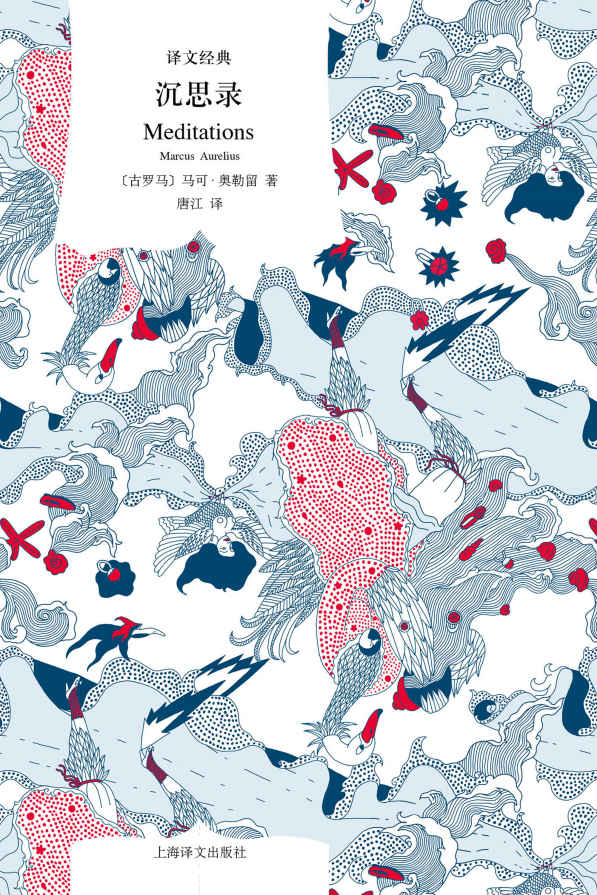 译文经典
沉思录
Meditations
Marcus Aurelius
〔古罗马〕马可·奥勒留 著
唐江 译
上海译文出版社